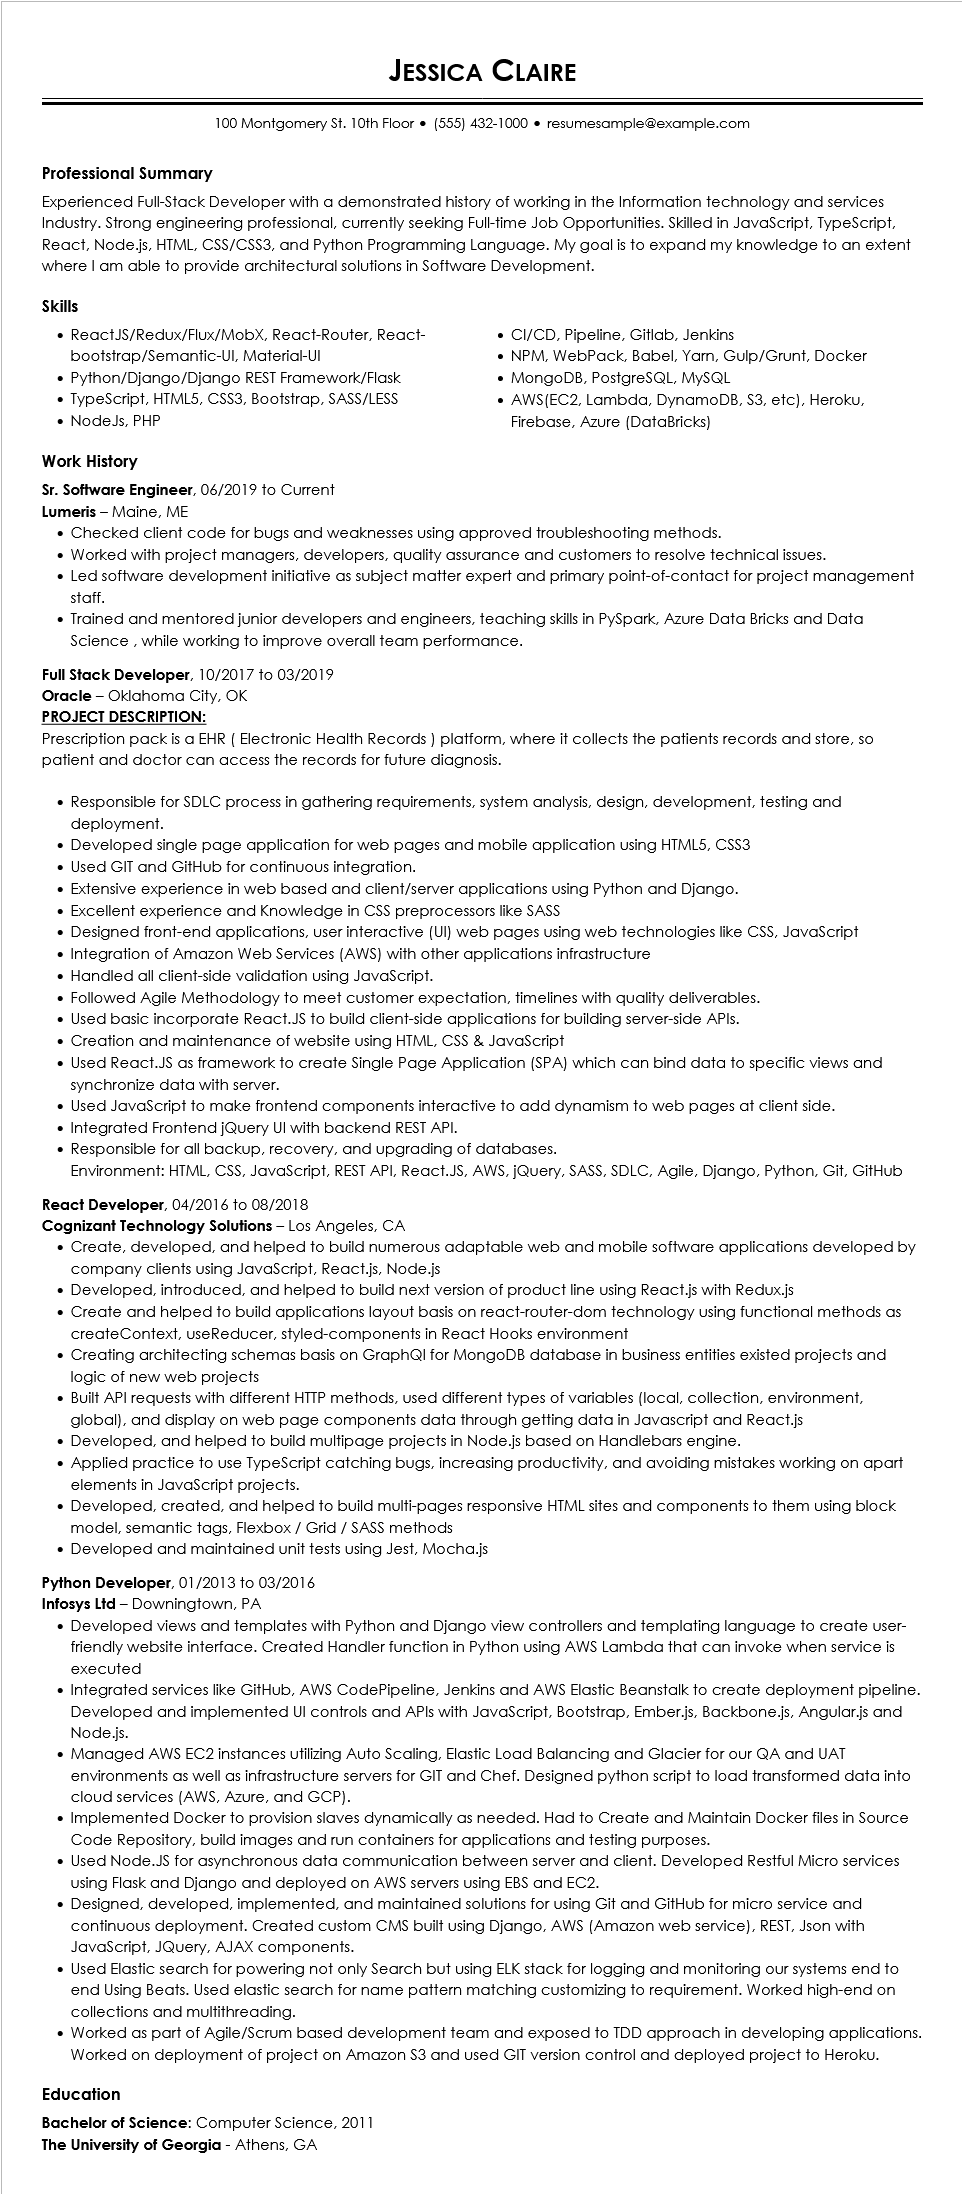 JESSICA CLAIRE
100 Montgomery St. 10th Floor • (555) 432-1000 • resumesample@example.com
Professional Summary
Experienced Full-Stack Developer with a demonstrated history of working in the Information technology and services
Industry. Strong engineering professional, currently seeking Full-time Job Opportunities. Skilled in JavaScript, TypeScript,
React, Node.js, HTML, CSS/CSS3, and Python Programming Language. My goal is to expand my knowledge to an extent
where I am able to provide architectural solutions in Software Development.
Skills
• ReactJS/Redux/Flux/MobX, React-Router, React-
bootstrap/Semantic-UI, Material-UI
• Python/Django/Django REST Framework/Flask
• TypeScript, HTML5, CSS3, Bootstrap, SASS/LESS
• NodeJs, PHP
• CI/CD, Pipeline, Gitlab, Jenkins
• NPM, WebPack, Babel, Yarn, Gulp/Grunt, Docker
• MongoDB, PostgreSQL, MySQL
• AWS(EC2, Lambda, DynamoDB, S3, etc), Heroku,
Firebase, Azure (DataBricks)
Work History
Sr. Software Engineer, 06/2019 to Current
Lumeris – Maine, ME
• Checked client code for bugs and weaknesses using approved troubleshooting methods.
• Worked with project managers, developers, quality assurance and customers to resolve technical issues.
• Led software development initiative as subject matter expert and primary point-of-contact for project management
staff.
• Trained and mentored junior developers and engineers, teaching skills in PySpark, Azure Data Bricks and Data
Science , while working to improve overall team performance.
Full Stack Developer, 10/2017 to 03/2019
Oracle – Oklahoma City, OK
PROJECT DESCRIPTION:
Prescription pack is a EHR ( Electronic Health Records ) platform, where it collects the patients records and store, so
patient and doctor can access the records for future diagnosis.
• Responsible for SDLC process in gathering requirements, system analysis, design, development, testing and
deployment.
• Developed single page application for web pages and mobile application using HTML5, CSS3
• Used GIT and GitHub for continuous integration.
• Extensive experience in web based and client/server applications using Python and Django.
• Excellent experience and Knowledge in CSS preprocessors like SASS
• Designed front-end applications, user interactive (UI) web pages using web technologies like CSS, JavaScript
• Integration of Amazon Web Services (AWS) with other applications infrastructure
• Handled all client-side validation using JavaScript.
• Followed Agile Methodology to meet customer expectation, timelines with quality deliverables.
• Used basic incorporate React.JS to build client-side applications for building server-side APIs.
• Creation and maintenance of website using HTML, CSS & JavaScript
• Used React.JS as framework to create Single Page Application (SPA) which can bind data to specific views and
synchronize data with server.
• Used JavaScript to make frontend components interactive to add dynamism to web pages at client side.
• Integrated Frontend jQuery UI with backend REST API.
• Responsible for all backup, recovery, and upgrading of databases.
Environment: HTML, CSS, JavaScript, REST API, React.JS, AWS, jQuery, SASS, SDLC, Agile, Django, Python, Git, GitHub
React Developer, 04/2016 to 08/2018
Cognizant Technology Solutions – Los Angeles, CA
• Create, developed, and helped to build numerous adaptable web and mobile software applications developed by
company clients using JavaScript, React.js, Node.js
• Developed, introduced, and helped to build next version of product line using React.js with Redux.js
• Create and helped to build applications layout basis on react-router-dom technology using functional methods as
createContext, useReducer, styled-components in React Hooks environment
• Creating architecting schemas basis on GraphQl for MongoDB database in business entities existed projects and
logic of new web projects
• Built API requests with different HTTP methods, used different types of variables (local, collection, environment,
global), and display on web page components data through getting data in Javascript and React.js
• Developed, and helped to build multipage projects in Node.js based on Handlebars engine.
• Applied practice to use TypeScript catching bugs, increasing productivity, and avoiding mistakes working on apart
elements in JavaScript projects.
• Developed, created, and helped to build multi-pages responsive HTML sites and components to them using block
model, semantic tags, Flexbox / Grid / SASS methods
• Developed and maintained unit tests using Jest, Mocha.js
Python Developer, 01/2013 to 03/2016
Infosys Ltd – Downingtown, PA
• Developed views and templates with Python and Django view controllers and templating language to create user-
friendly website interface. Created Handler function in Python using AWS Lambda that can invoke when service is
executed
• Integrated services like GitHub, AWS CodePipeline, Jenkins and AWS Elastic Beanstalk to create deployment pipeline.
Developed and implemented UI controls and APIs with JavaScript, Bootstrap, Ember.js, Backbone.js, Angular.js and
Node.js.
• Managed AWS EC2 instances utilizing Auto Scaling, Elastic Load Balancing and Glacier for our QA and UAT
environments as well as infrastructure servers for GIT and Chef. Designed python script to load transformed data into
cloud services (AWS, Azure, and GCP).
• Implemented Docker to provision slaves dynamically as needed. Had to Create and Maintain Docker files in Source
Code Repository, build images and run containers for applications and testing purposes.
• Used Node.JS for asynchronous data communication between server and client. Developed Restful Micro services
using Flask and Django and deployed on AWS servers using EBS and EC2.
• Designed, developed, implemented, and maintained solutions for using Git and GitHub for micro service and
continuous deployment. Created custom CMS built using Django, AWS (Amazon web service), REST, Json with
JavaScript, JQuery, AJAX components.
• Used Elastic search for powering not only Search but using ELK stack for logging and monitoring our systems end to
end Using Beats. Used elastic search for name pattern matching customizing to requirement. Worked high-end on
collections and multithreading.
• Worked as part of Agile/Scrum based development team and exposed to TDD approach in developing applications.
Worked on deployment of project on Amazon S3 and used GIT version control and deployed project to Heroku.
Education
Bachelor of Science: Computer Science, 2011
The University of Georgia - Athens, GA